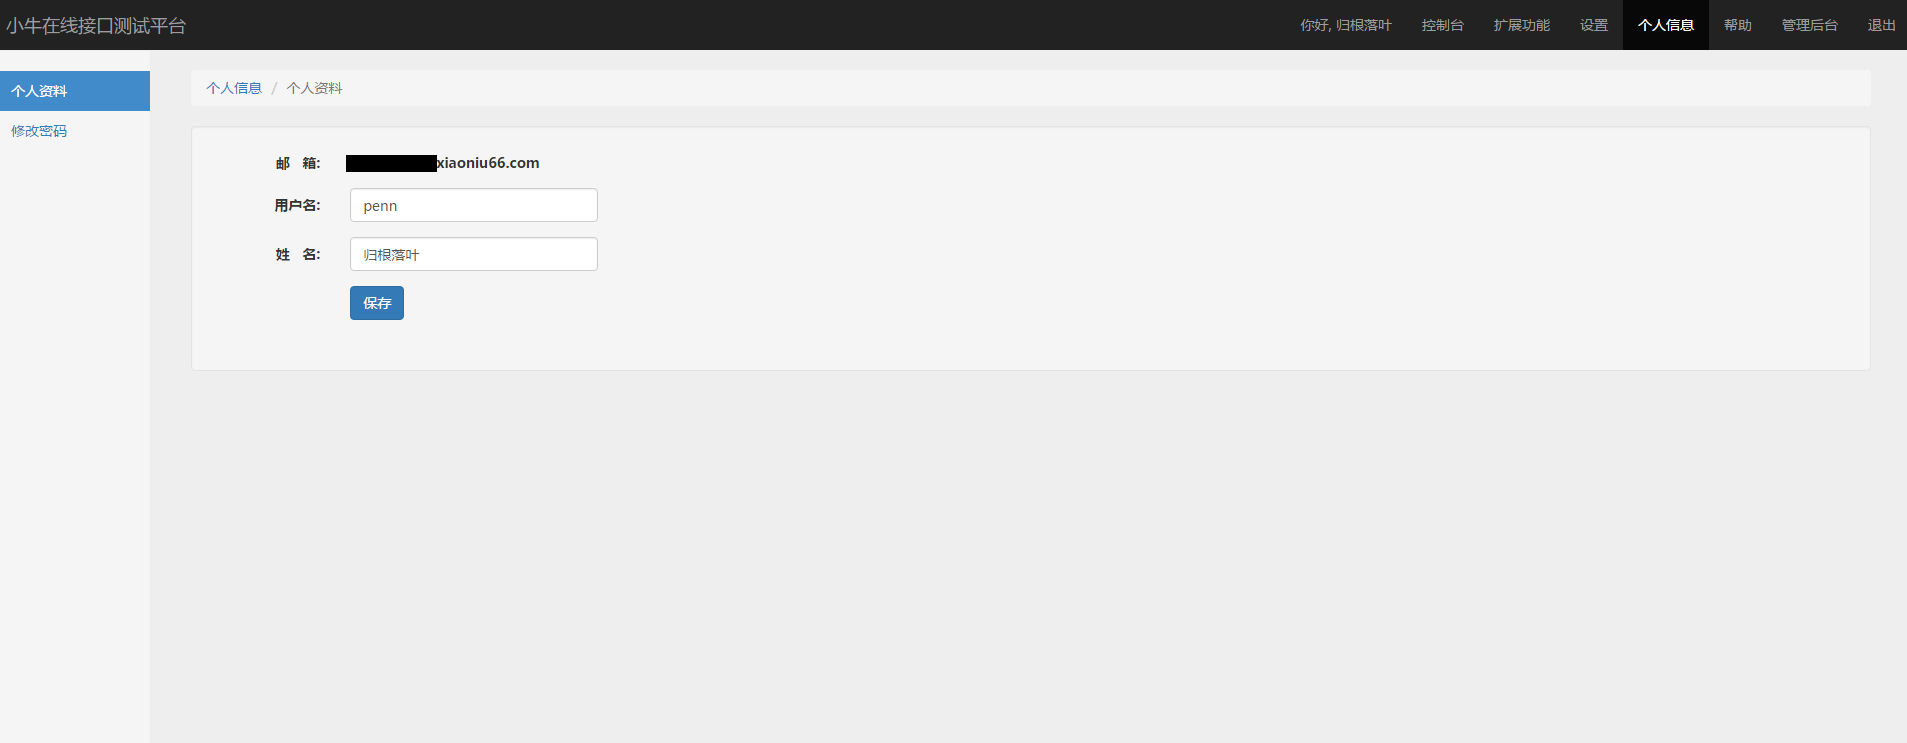 小牛在线接口测试平台
你好, 归根落叶 控制台 扩展功能 设置 个人信息 帮助 管理后台 退出
个人资料
修改密码
个人信息 / 个人资料
邮 箱: xiaoniu66.com
用户名: penn
姓 名: 归根落叶
保存